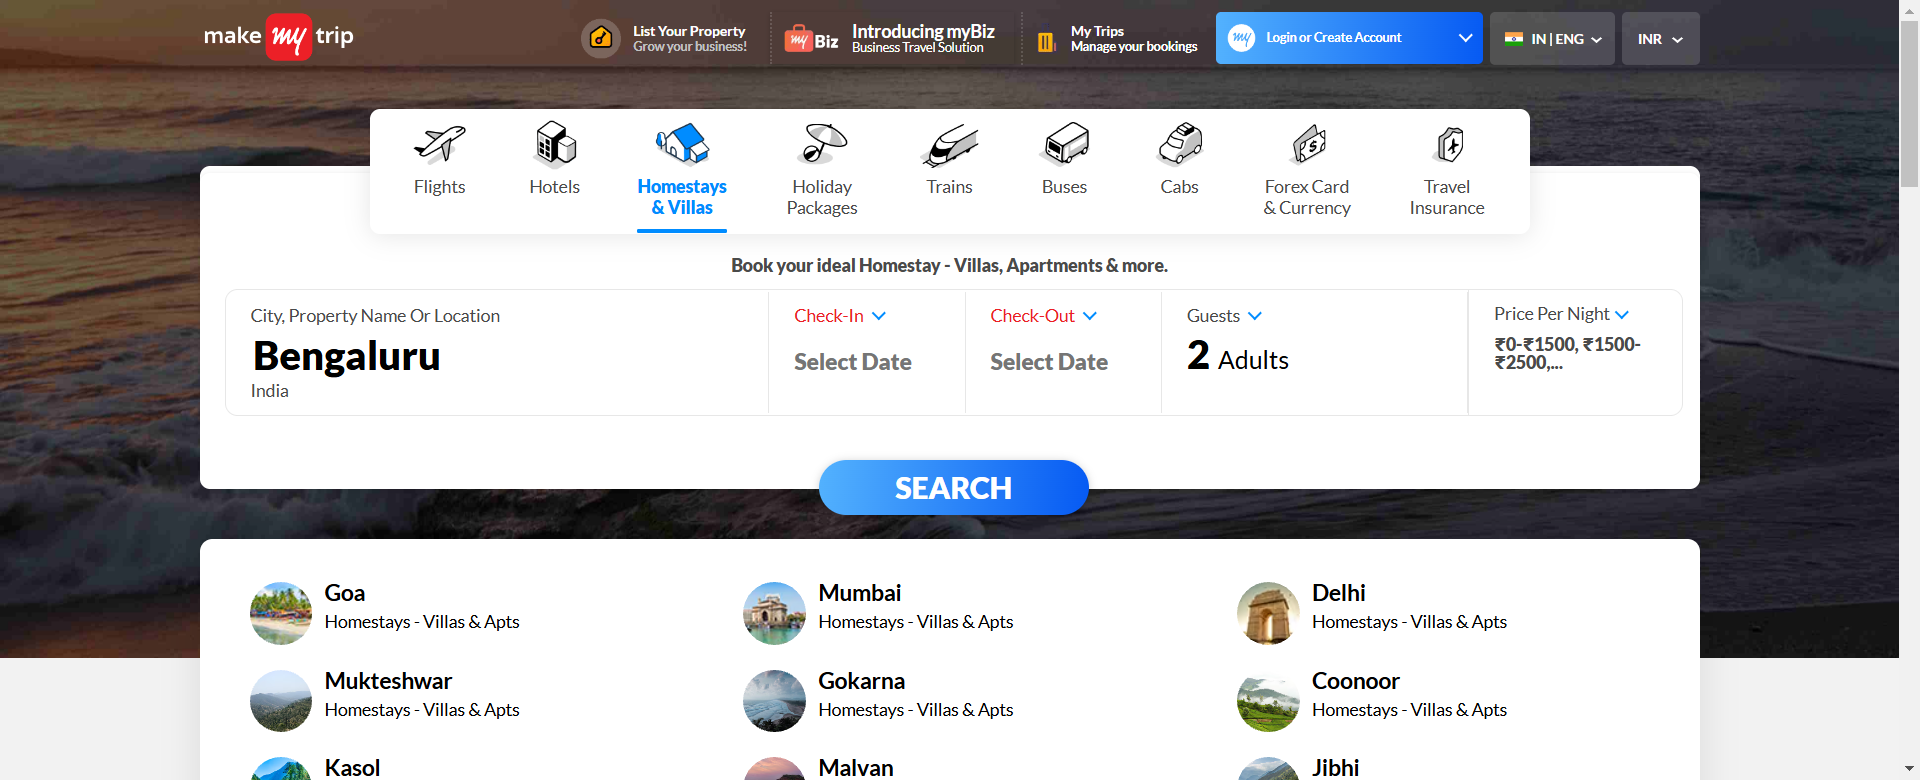 make my trip
List Your Property
Grow your business!
my Biz
Introducing myBiz
Business Travel Solution
My Trips
Manage your bookings
my
Login or Create Account
IN | ENG
INR
Flights
Hotels
Homestays
& Villas
Holiday
Packages
Trains
Buses
Cabs
Forex Card
& Currency
Travel
Insurance
Book your ideal Homestay - Villas, Apartments & more.
City, Property Name Or Location
Bengaluru
India
Check-In
Select Date
Check-Out
Select Date
Guests
2 Adults
Price Per Night
₹0-₹1500, ₹1500-
₹2500,...
SEARCH
Goa
Homestays - Villas & Apts
Mumbai
Homestays - Villas & Apts
Delhi
Homestays - Villas & Apts
Mukteshwar
Homestays - Villas & Apts
Gokarna
Homestays - Villas & Apts
Coonoor
Homestays - Villas & Apts
Kasol
Malvan
Jibhi